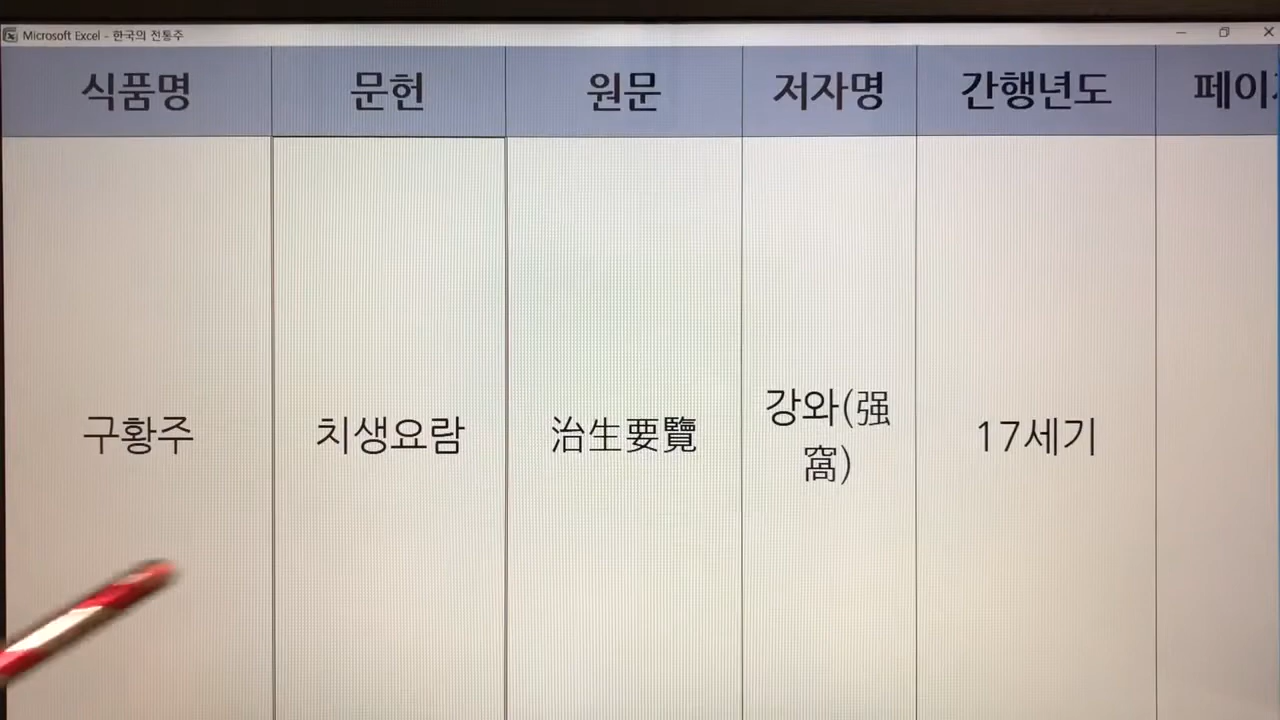 Microsoft Excel - 한국의 전통주
식품명 문헌 원문 저자명 간행년도
구황주 치생요람 治生要覽 강와(强
窩) 17세기